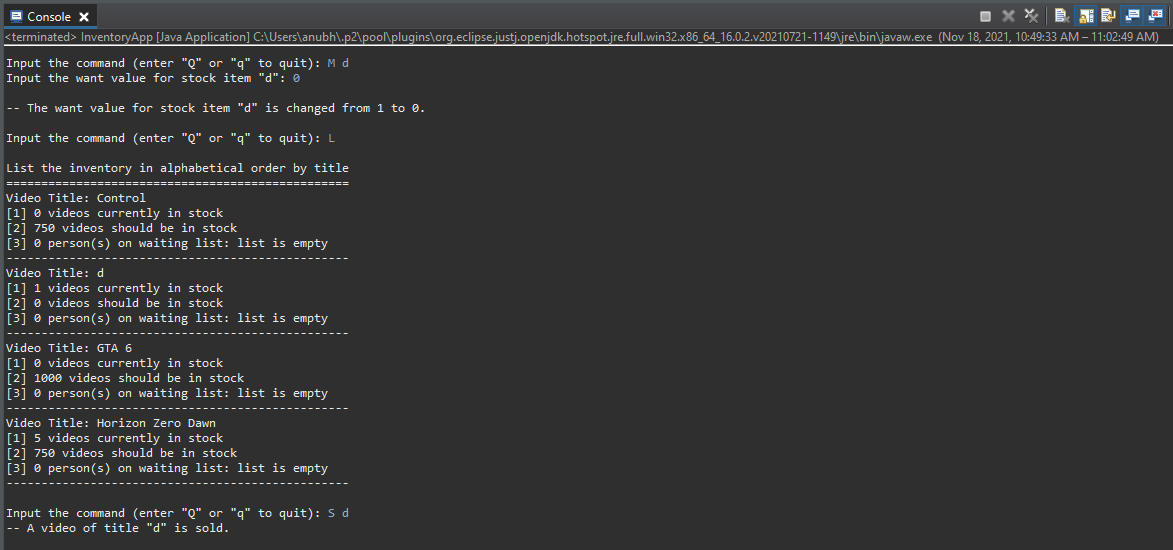 Console
<terminated> InventoryApp [Java Application] C:\Users\anubh\.p2\pool\plugins\org.eclipse.justj.openjdk.hotspot.jre.full.win32.x86_64_16.0.2.v20210721-1149\jre\bin\javaw.exe (Nov 18, 2021, 10:49:33 AM – 11:02:49 AM)
Input the command (enter "Q" or "q" to quit): M d
Input the want value for stock item "d": 0
-- The want value for stock item "d" is changed from 1 to 0.
Input the command (enter "Q" or "q" to quit): L
List the inventory in alphabetical order by title
=================================================
Video Title: Control
[1] 0 videos currently in stock
[2] 750 videos should be in stock
[3] 0 person(s) on waiting list: list is empty
-------------------------------------------------
Video Title: d
[1] 1 videos currently in stock
[2] 0 videos should be in stock
[3] 0 person(s) on waiting list: list is empty
-------------------------------------------------
Video Title: GTA 6
[1] 0 videos currently in stock
[2] 1000 videos should be in stock
[3] 0 person(s) on waiting list: list is empty
-------------------------------------------------
Video Title: Horizon Zero Dawn
[1] 5 videos currently in stock
[2] 750 videos should be in stock
[3] 0 person(s) on waiting list: list is empty
-------------------------------------------------
Input the command (enter "Q" or "q" to quit): S d
-- A video of title "d" is sold.